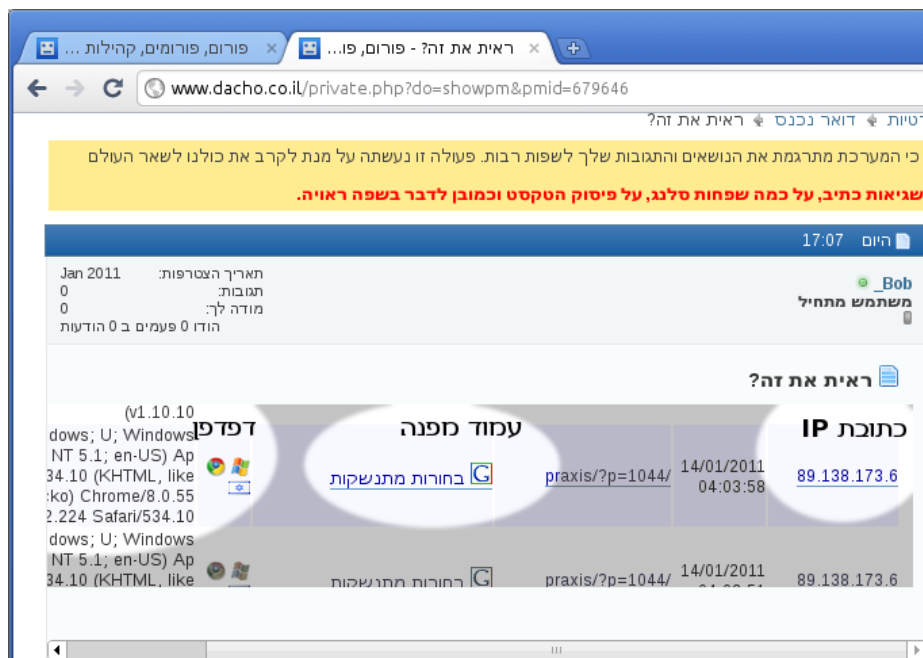 ראית את זה? - פורום, פו...
פורום, פורומים, קהילות ...
www.dacho.co.il/private.php?do=showpm&pmid=679646
דואר נכנס ראית את זה?
כי המערכת מתרגמת את הנושאים והתגובות שלך לשפות רבות. פעולה זו נעשתה על מנת לקרב את כולנו לשאר העולם
שגיאות כתיב, על כמה שפחות סלנג, על פיסוק הטקסט וכמובן לדבר בשפה ראויה.
היום 17:07
_Bob
משתמש מתחיל
תאריך הצטרפות: Jan 2011
תגובות: 0
מודה לך: 0
הודו 0 פעמים ב 0 הודעות
ראית את זה?
כתובת IP
עמוד מפנה
דפדפן
89.138.173.6
14/01/2011
04:03:58
praxis/?p=1044/
בחורות מתנשקות
(v1.10.10
dows; U; Windows
NT 5.1; en-US) Ap
34.10 (KHTML, like
ko) Chrome/8.0.55
2.224 Safari/534.10
89.138.173.6
14/01/2011
praxis/?p=1044/
בחורות מתנשקות
dows; U; Windows
NT 5.1; en-US) Ap
34.10 (KHTML, like